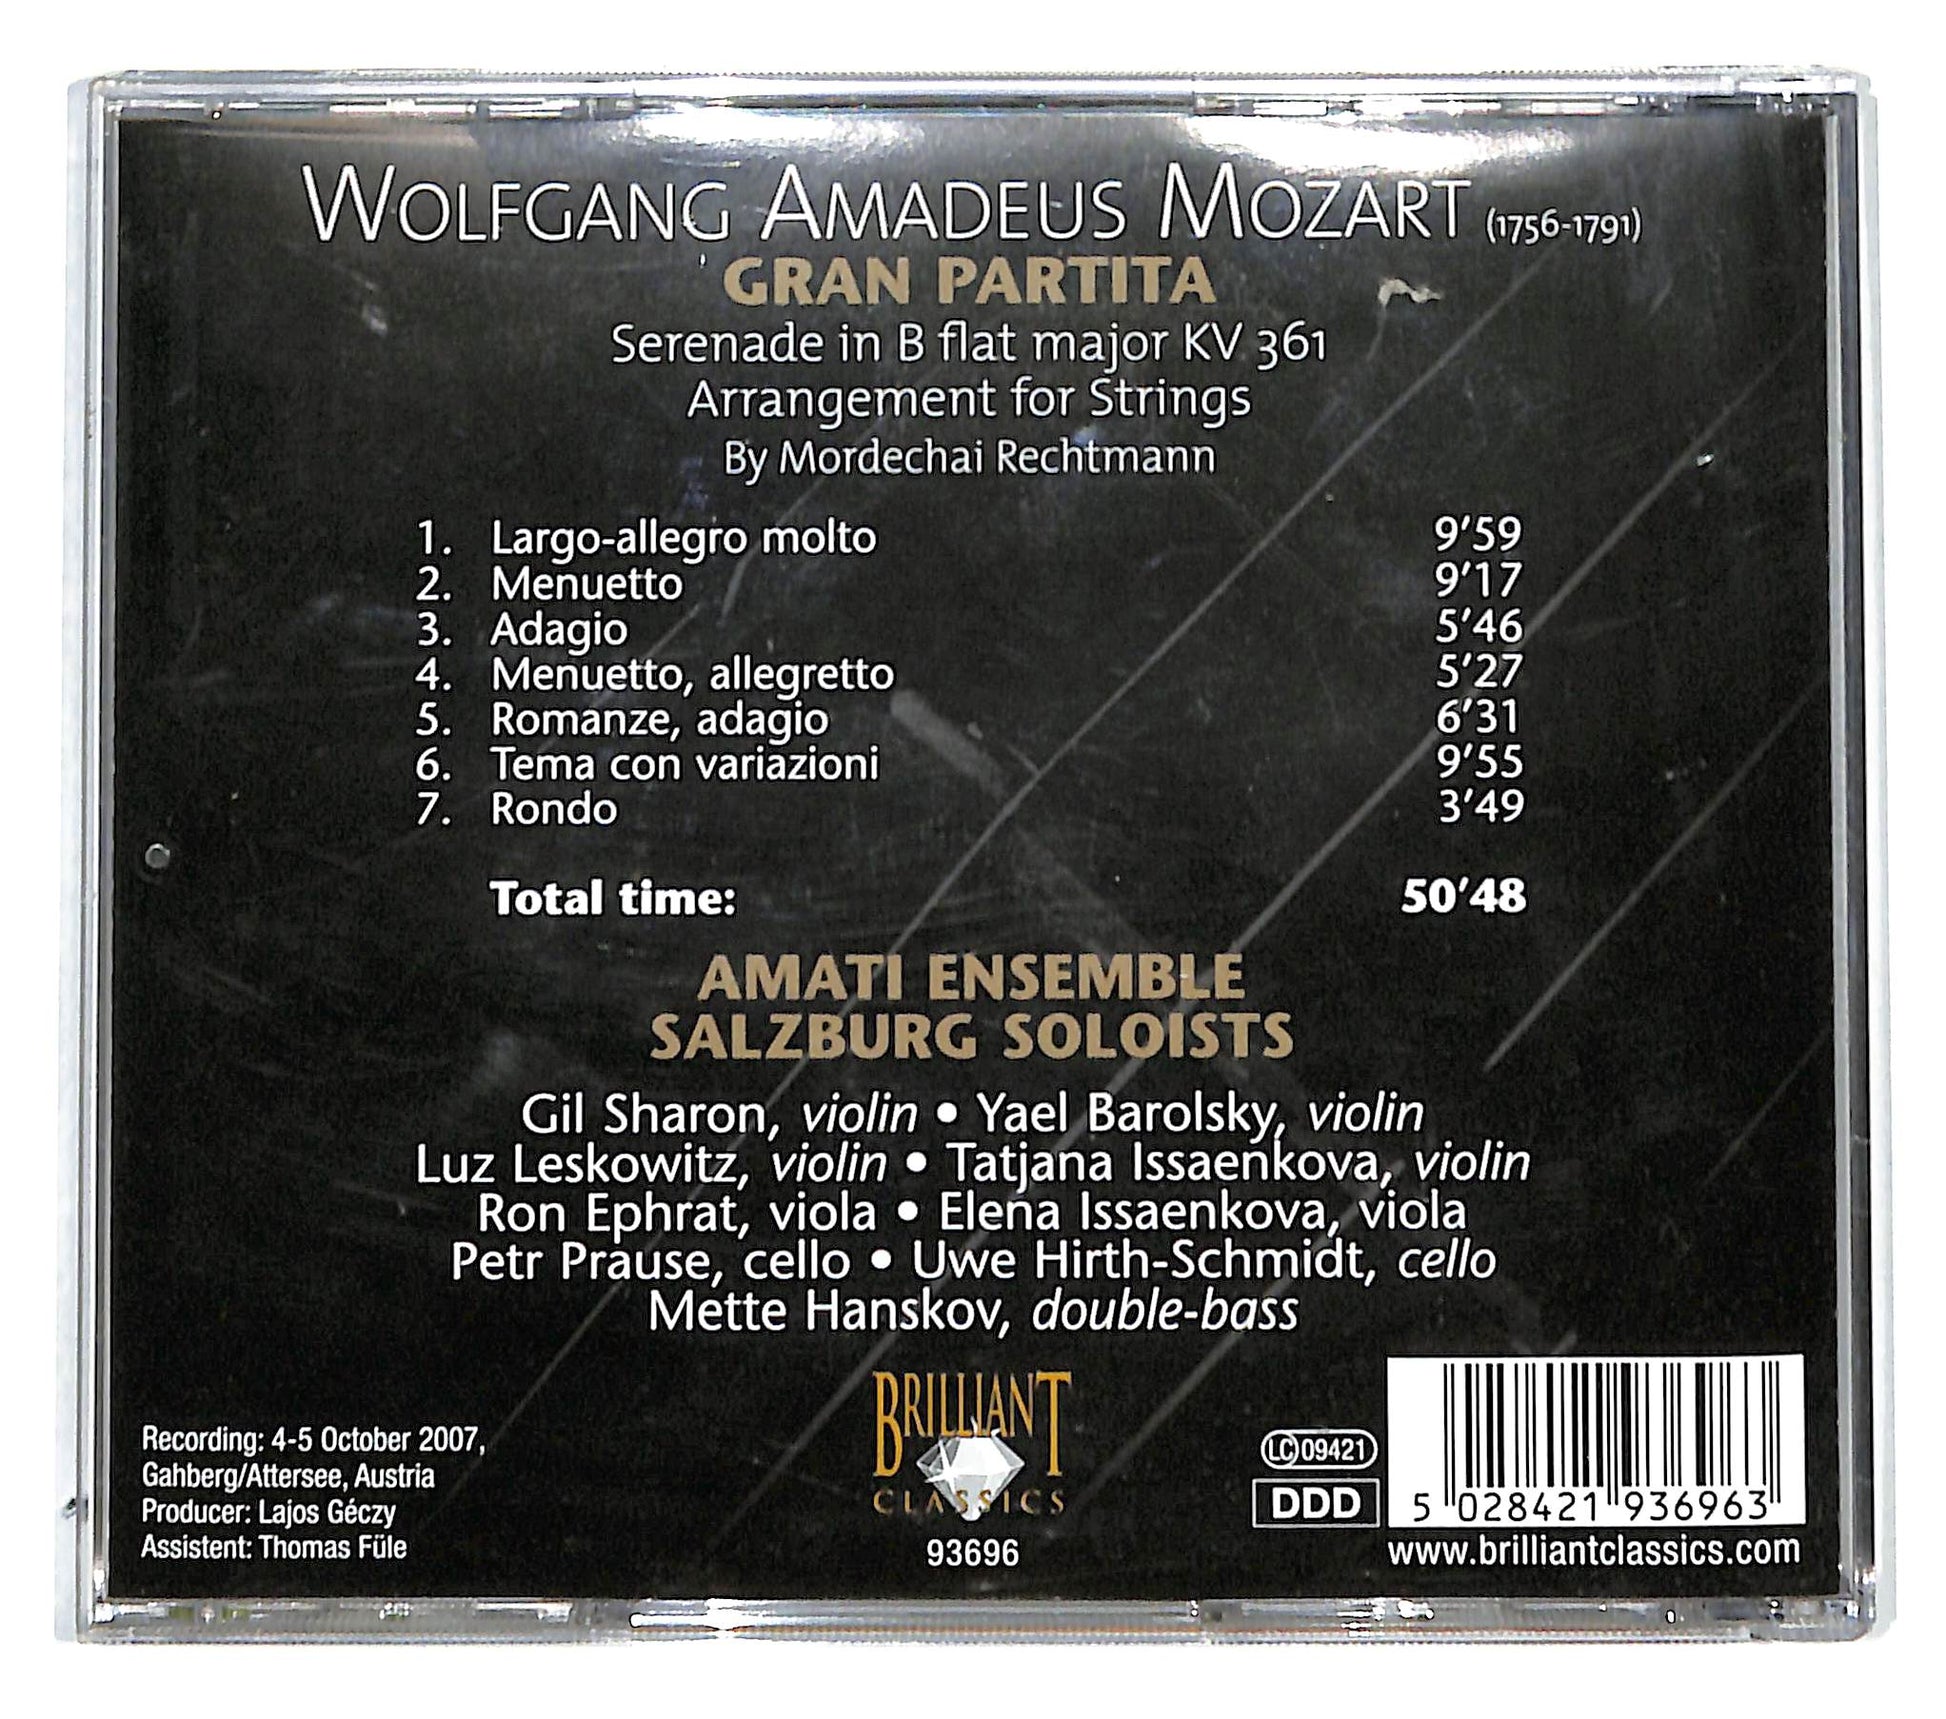 WOLFGANG AMADEUS MOZART (1756-1791)
GRAN PARTITA
Serenade in B flat major KV 361
Arrangement for Strings
By Mordechai Rechtmann
1. Largo-allegro molto 9'59
2. Menuetto 9'17
3. Adagio 5'46
4. Menuetto, allegretto 5'27
5. Romanze, adagio 6'31
6. Tema con variazioni 9'55
7. Rondo 3'49
Total time: 50'48
AMATI ENSEMBLE
SALZBURG SOLOISTS
Gil Sharon, violin • Yael Barolsky, violin
Luz Leskowitz, violin • Tatjana Issaenkova, violin
Ron Ephrat, viola • Elena Issaenkova, viola
Petr Prause, cello • Uwe Hirth-Schmidt, cello
Mette Hanskov, double-bass
Recording: 4-5 October 2007,
Gahberg/Attersee, Austria
Producer: Lajos Géczy
Assistent: Thomas Füle
BRILLIANT
CLASSICS
93696
LC 09421
DDD
5 028421 936963
www.brilliantclassics.com